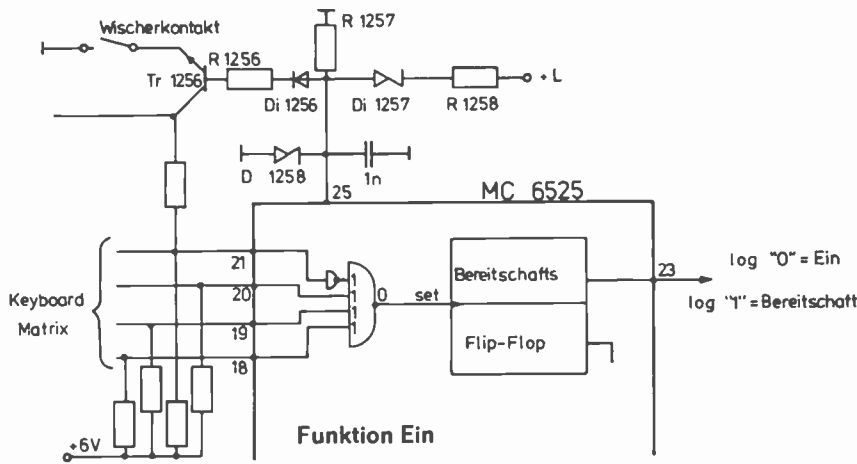 Wischerkontakt
R 1257
R 1256
Tr 1256
Di 1256
Di 1257
R 1258
+L
D 1258
1n
25
MC 6525
21
20
19
18
Keyboard
Matrix
1
1
1
1
0
set
Bereitschafts
Flip-Flop
23
log "0" = Ein
log "1" = Bereitschaft
+6V
Funktion Ein